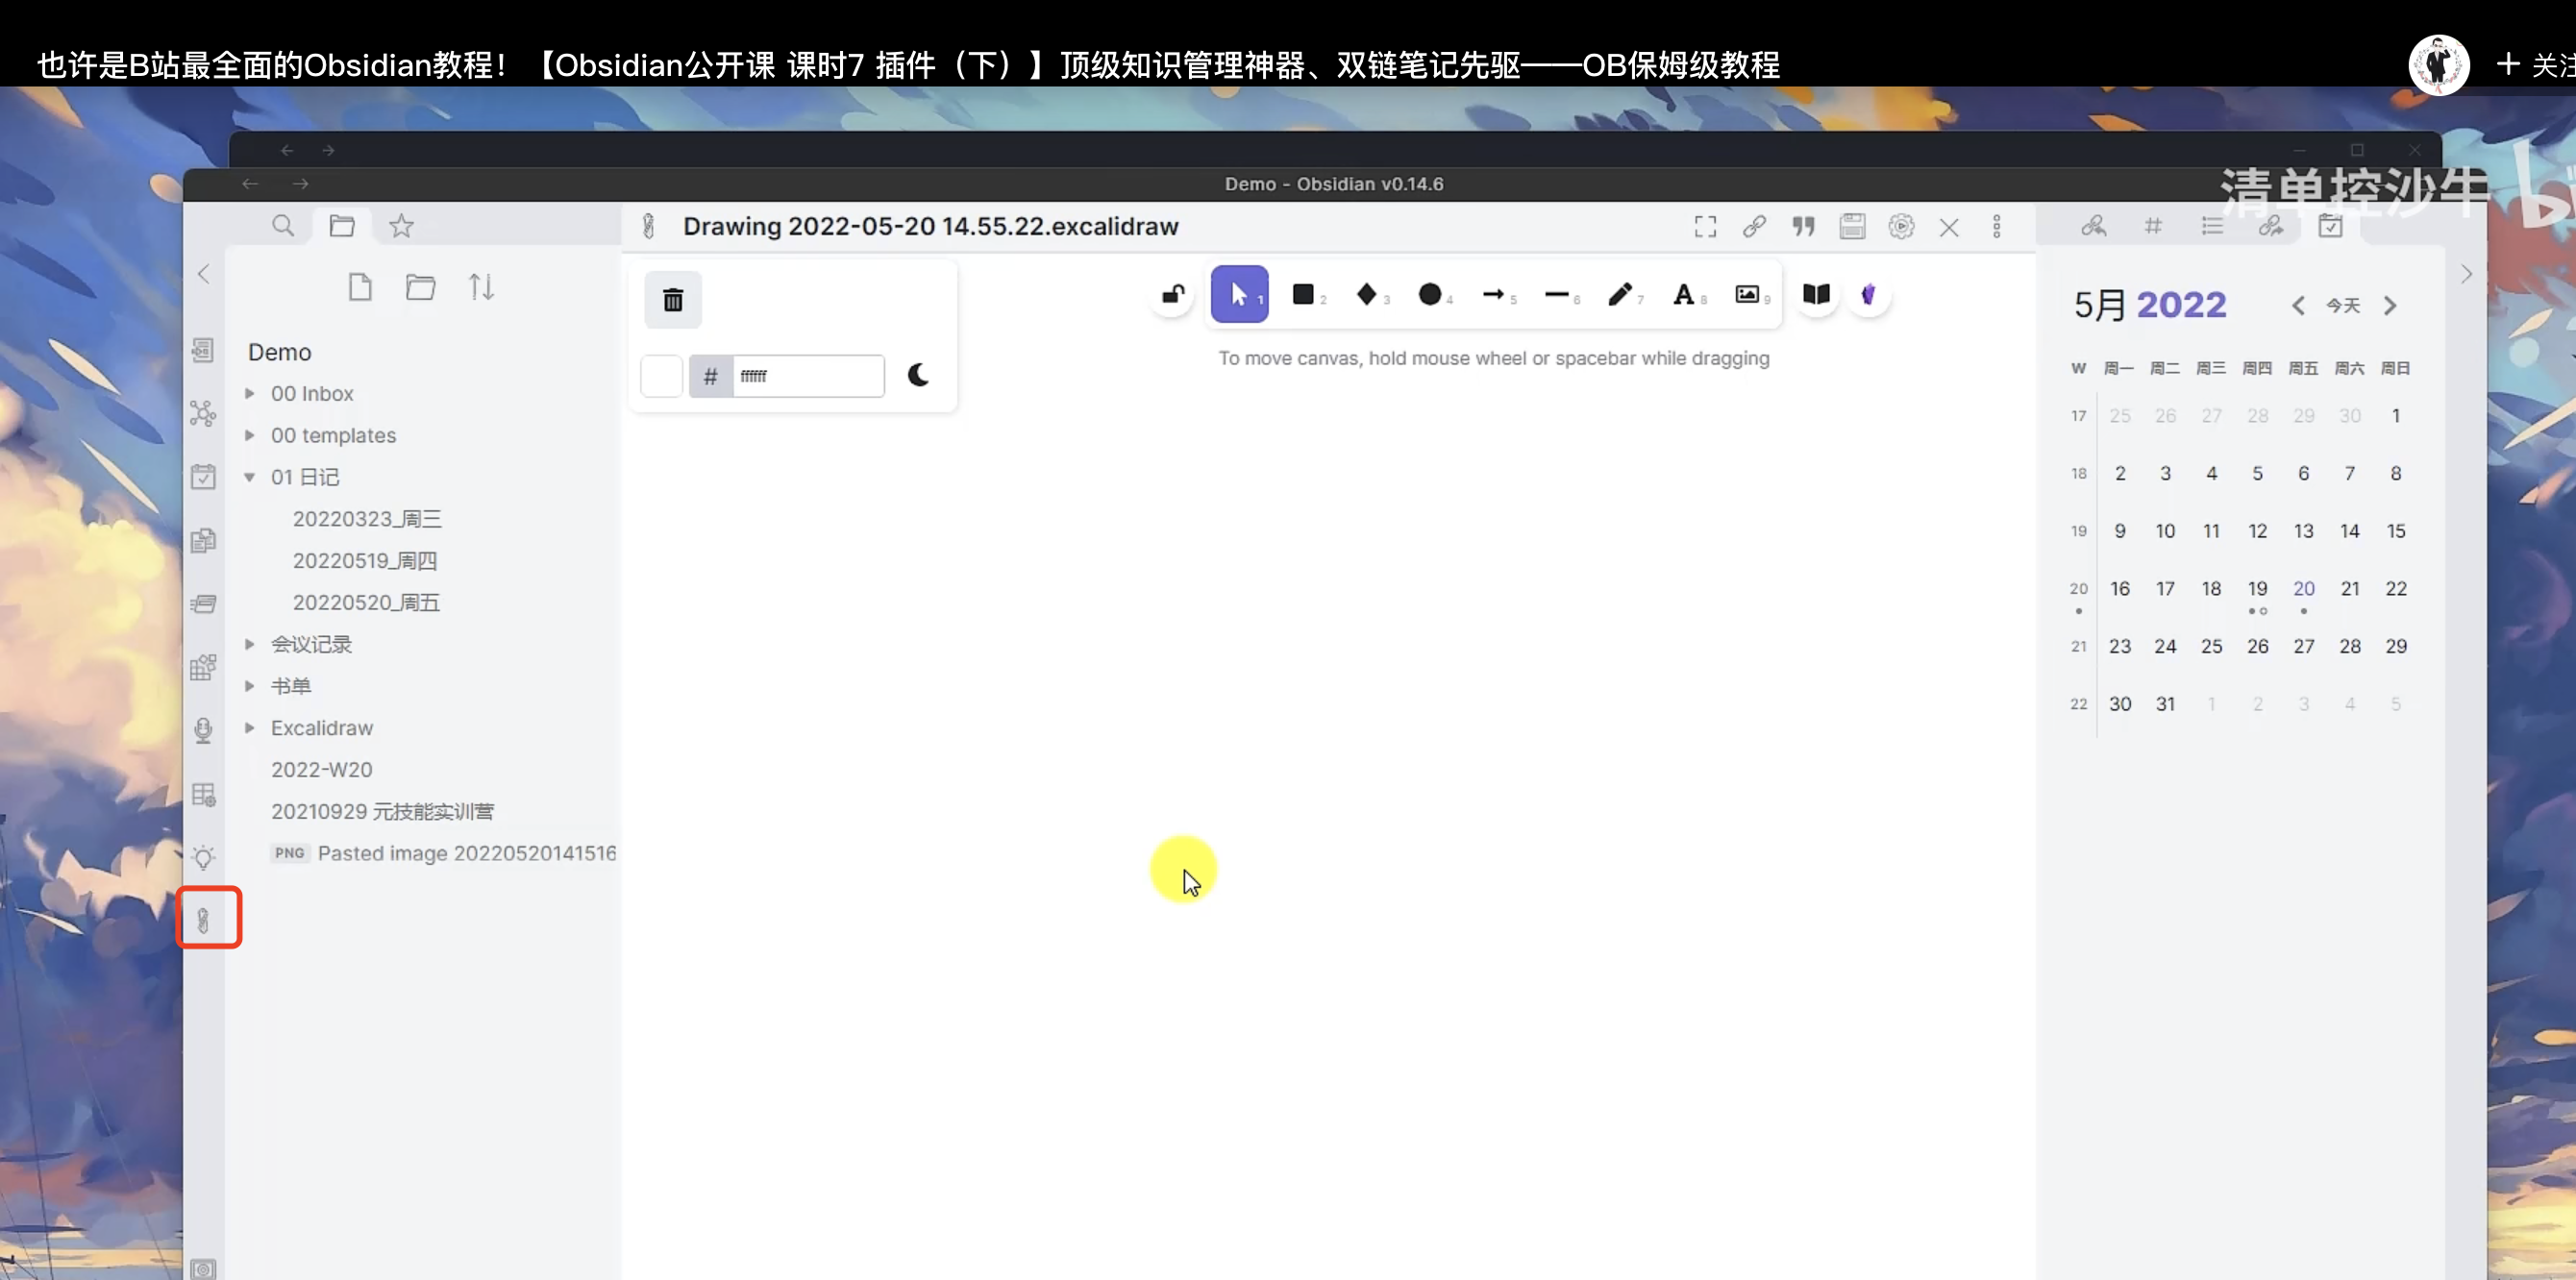 也许是B站最全面的Obsidian教程！【Obsidian公开课 课时7 插件（下）】顶级知识管理神器、双链笔记先驱——OB保姆级教程
+ 关注
Demo - Obsidian v0.14.6
清单控沙牛
Drawing 2022-05-20 14.55.22.excalidraw
1 2 3 4 5 6 7 A 8 9
# ffffff
To move canvas, hold mouse wheel or spacebar while dragging
Demo
00 Inbox
00 templates
01 日记
20220323_周三
20220519_周四
20220520_周五
会议记录
书单
Excalidraw
2022-W20
20210929 元技能实训营
PNG Pasted image 20220520141516
5月 2022
今天
W 周一 周二 周三 周四 周五 周六 周日
17 25 26 27 28 29 30 1
18 2 3 4 5 6 7 8
19 9 10 11 12 13 14 15
20 16 17 18 19 20 21 22
21 23 24 25 26 27 28 29
22 30 31 1 2 3 4 5